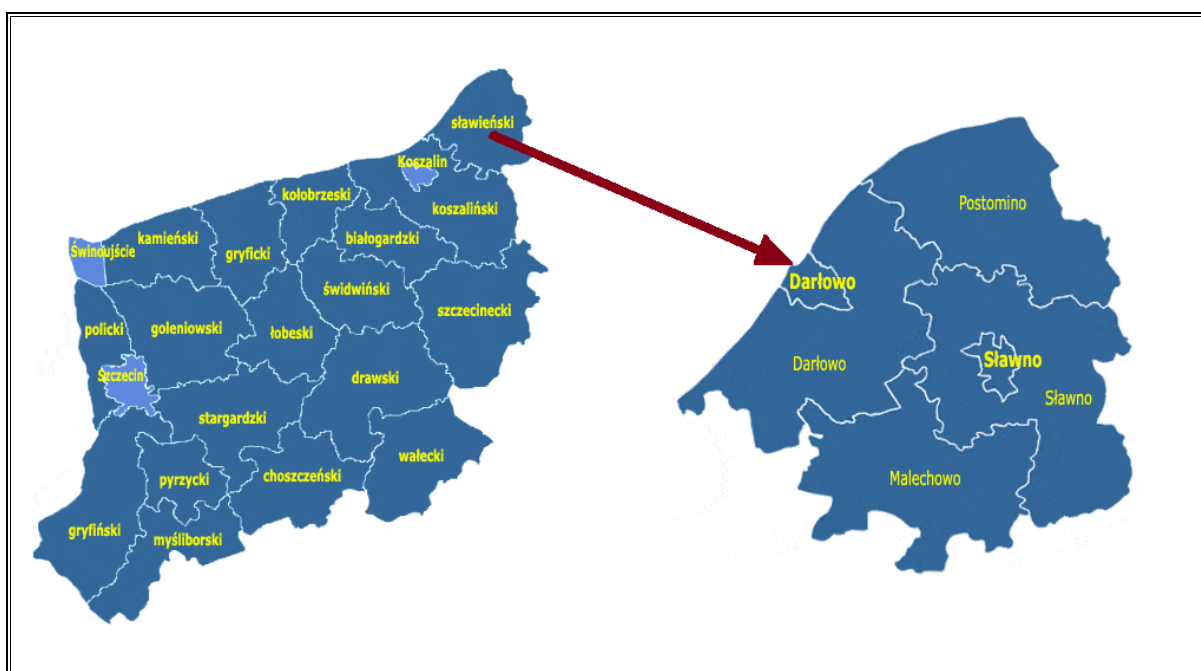 sławieński
Koszalin
kołobrzeski
koszaliński
kamieński
białogardzki
Świnoujście
gryficki
świdwiński
szczecinecki
policki
goleniowski
łobeski
Szczecin
drawski
stargardzki
wałecki
pyrzycki
choszczeński
gryfiński
myśliborski
Postomino
Darłowo
Sławno
Darłowo
Sławno
Malechowo